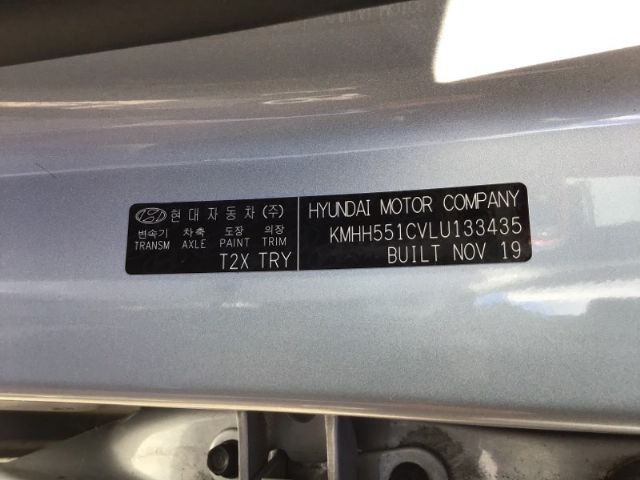 현대자동차(주)
변속기 차축 도장 의장
TRANSM AXLE PAINT TRIM
T2X TRY
HYUNDAI MOTOR COMPANY
KMHH551CVLU133435
BUILT NOV 19